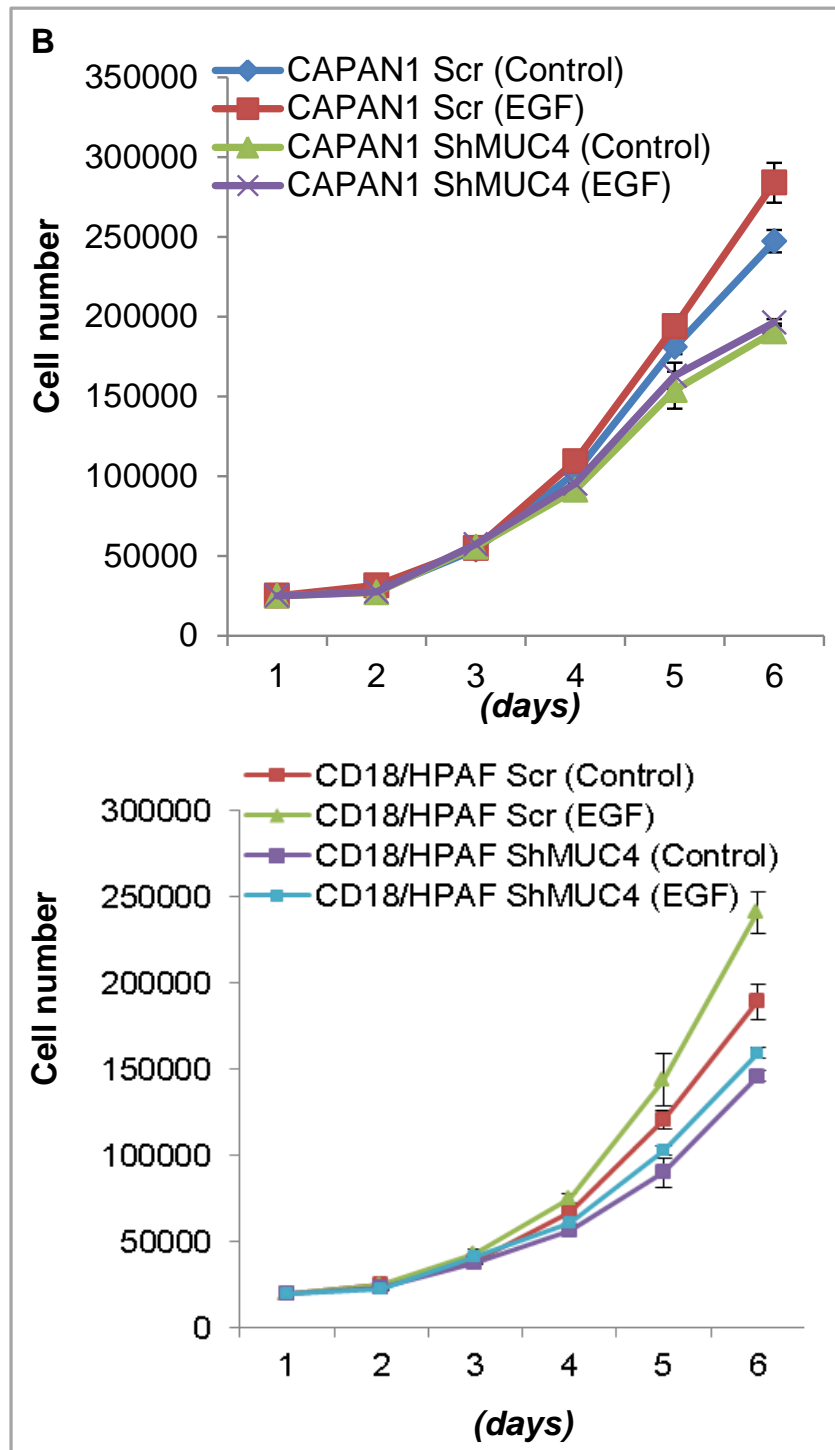 B
CAPAN1 Scr (Control)
CAPAN1 Scr (EGF)
CAPAN1 ShMUC4 (Control)
CAPAN1 ShMUC4 (EGF)
350000
300000
250000
200000
150000
100000
50000
0
Cell number
1 2 3 4 5 6
(days)
CD18/HPAF Scr (Control)
CD18/HPAF Scr (EGF)
CD18/HPAF ShMUC4 (Control)
CD18/HPAF ShMUC4 (EGF)
300000
250000
200000
150000
100000
50000
0
Cell number
1 2 3 4 5 6
(days)